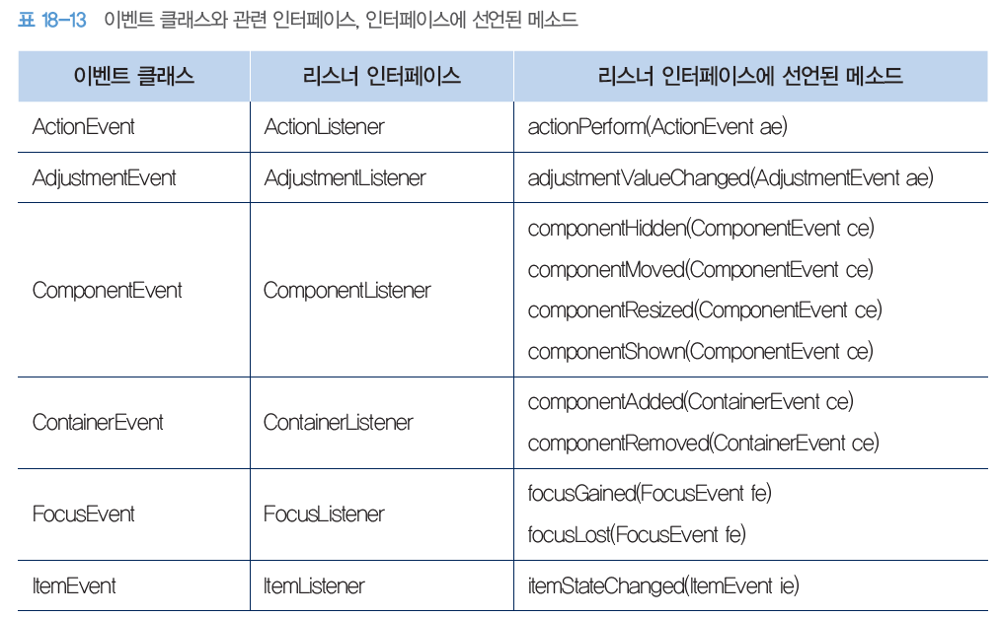 표 18-13 이벤트 클래스와 관련 인터페이스, 인터페이스에 선언된 메소드
이벤트 클래스 리스너 인터페이스 리스너 인터페이스에 선언된 메소드
ActionEvent ActionListener actionPerform(ActionEvent ae)
AdjustmentEvent AdjustmentListener adjustmentValueChanged(AdjustmentEvent ae)
ComponentEvent ComponentListener
componentHidden(ComponentEvent ce)
componentMoved(ComponentEvent ce)
componentResized(ComponentEvent ce)
componentShown(ComponentEvent ce)
ContainerEvent ContainerListener
componentAdded(ContainerEvent ce)
componentRemoved(ContainerEvent ce)
FocusEvent FocusListener
focusGained(FocusEvent fe)
focusLost(FocusEvent fe)
ItemEvent ItemListener itemStateChanged(ItemEvent ie)